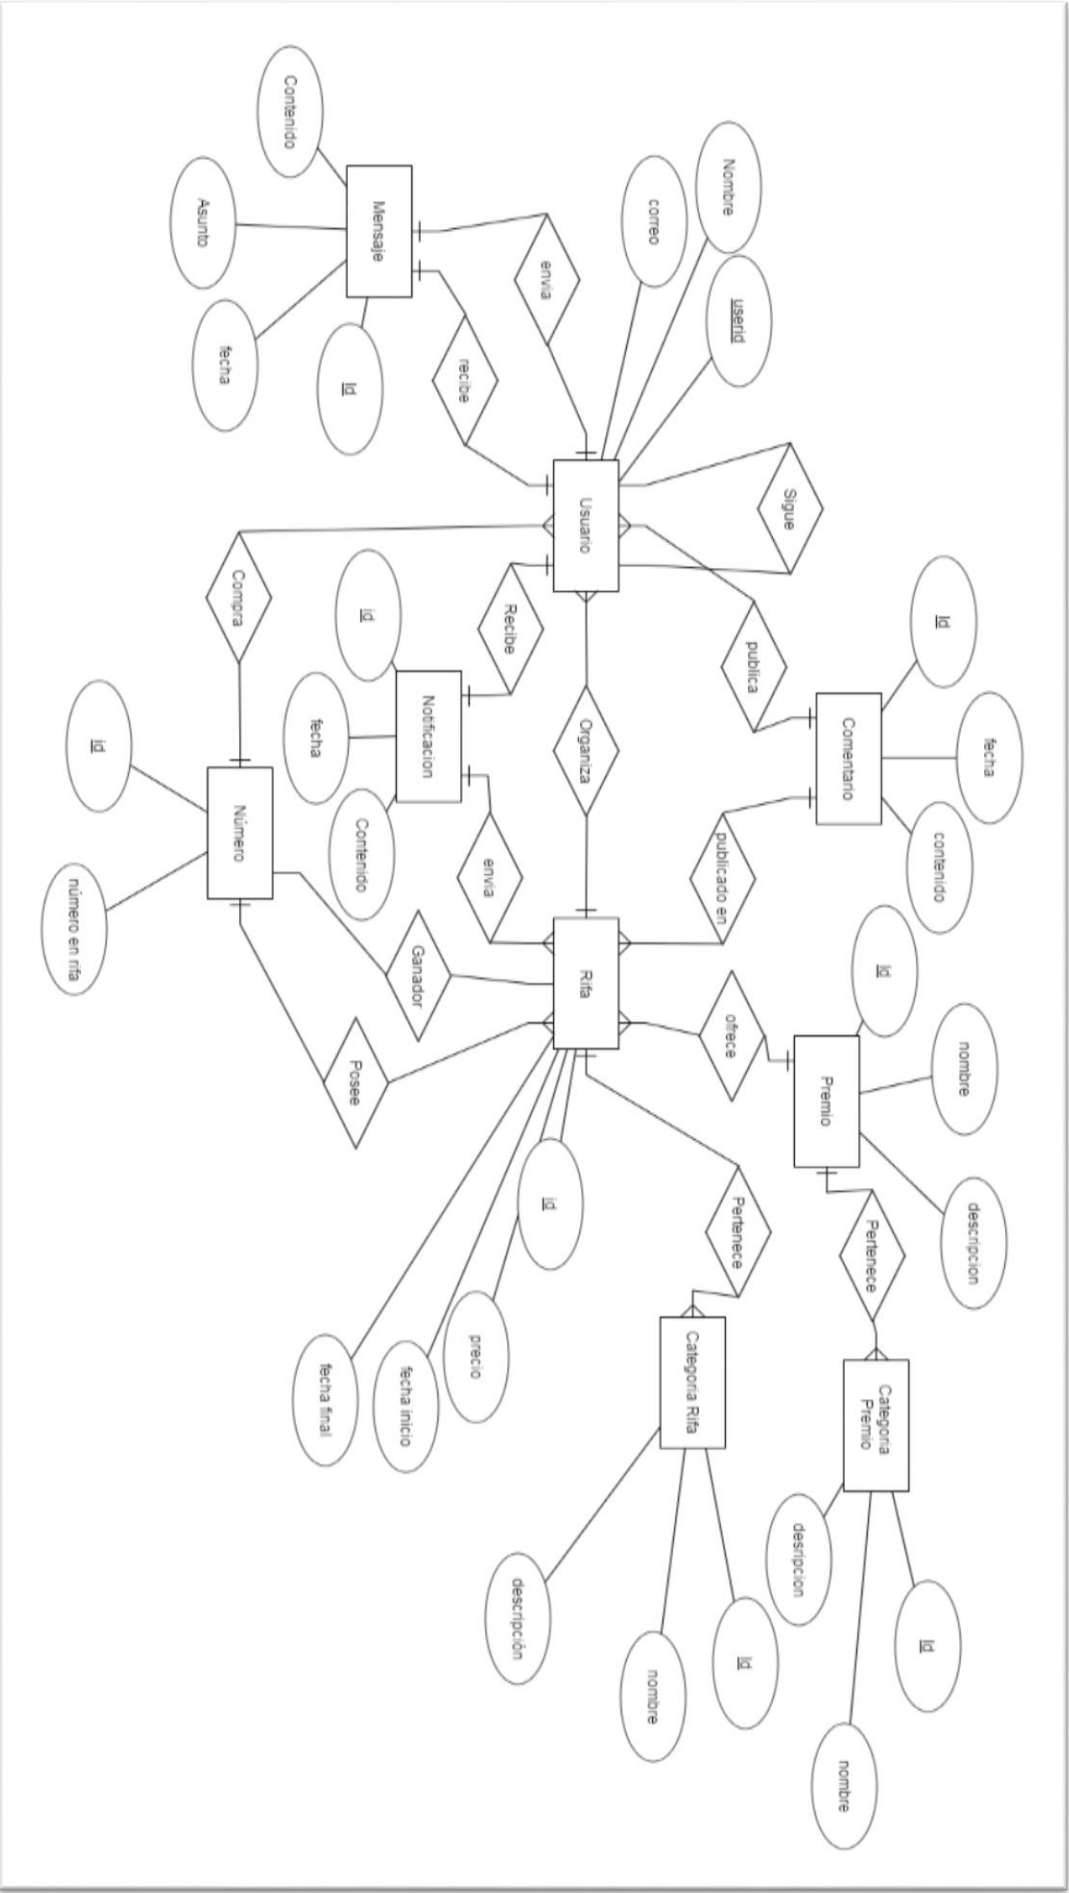 Id
fecha
contenido
Comentario
Id
nombre
descripcion
Premio
Pertenece
Categoria
Premio
desripcion
Id
nombre
Nombre
userid
correo
Sigue
publica
publicado en
ofrece
Pertenece
Categoria Rifa
Id
nombre
descripción
envia
Usuario
Organiza
Rifa
id
precio
fecha inicio
fecha final
Contenido
Mensaje
recibe
Asunto
fecha
Id
Recibe
Notificacion
id
fecha
Contenido
envia
Ganador
Posee
Compra
Número
id
número en rifa